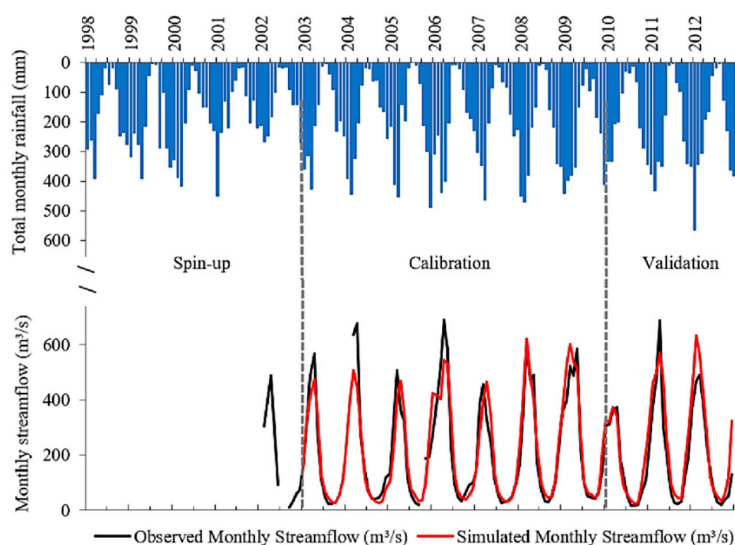 1998 1999 2000 2001 2002 2003 2004 2005 2006 2007 2008 2009 2010 2011 2012
Total monthly rainfall (mm)
0
100
200
300
400
500
600
Spin-up Calibration Validation
Monthly streamflow (m³/s)
600
400
200
0
Observed Monthly Streamflow (m³/s) Simulated Monthly Streamflow (m³/s)